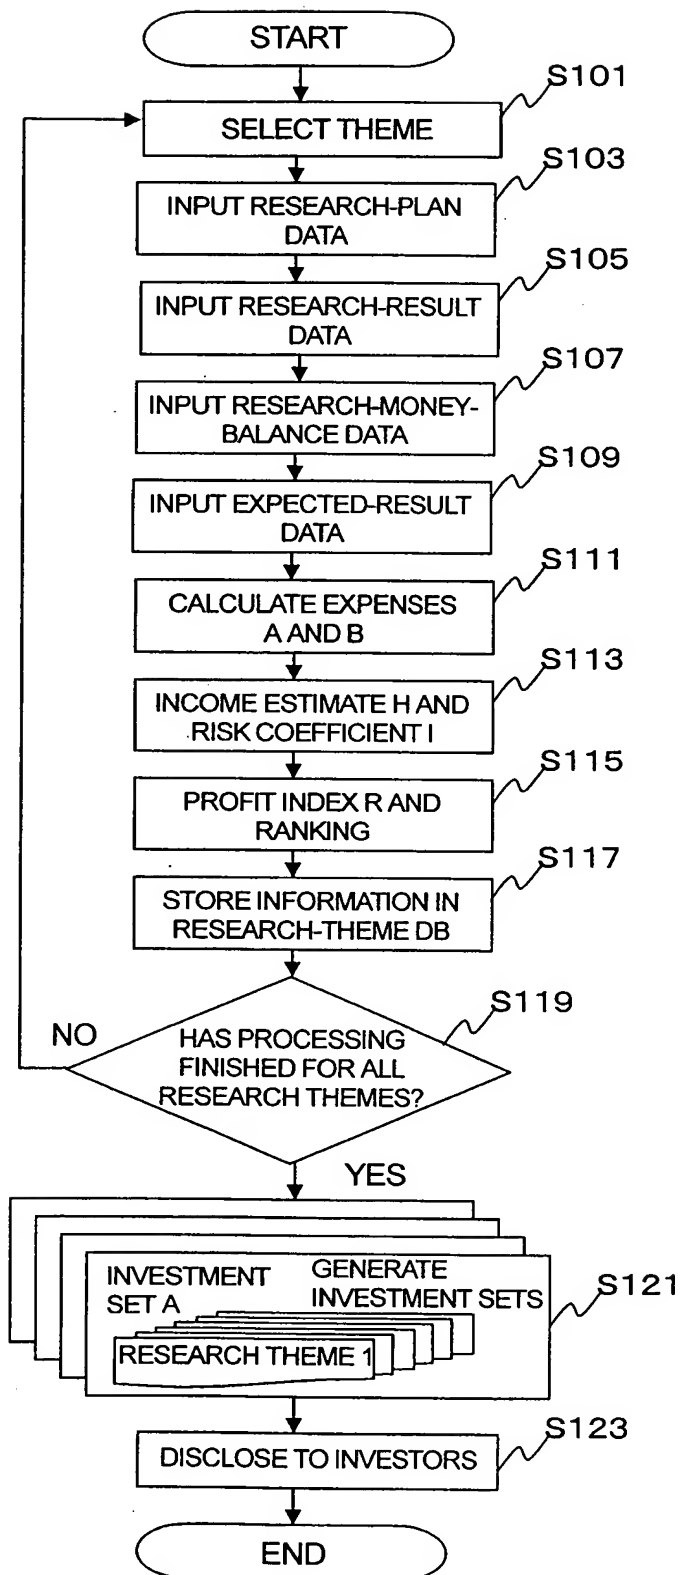 START
S101
SELECT THEME
S103
INPUT RESEARCH-PLAN
DATA
S105
INPUT RESEARCH-RESULT
DATA
S107
INPUT RESEARCH-MONEY-
BALANCE DATA
S109
INPUT EXPECTED-RESULT
DATA
S111
CALCULATE EXPENSES
A AND B
S113
INCOME ESTIMATE H AND
RISK COEFFICIENT I
S115
PROFIT INDEX R AND
RANKING
S117
STORE INFORMATION IN
RESEARCH-THEME DB
S119
NO
HAS PROCESSING
FINISHED FOR ALL
RESEARCH THEMES?
YES
INVESTMENT
SET A
GENERATE
INVESTMENT SETS
S121
RESEARCH THEME 1
S123
DISCLOSE TO INVESTORS
END